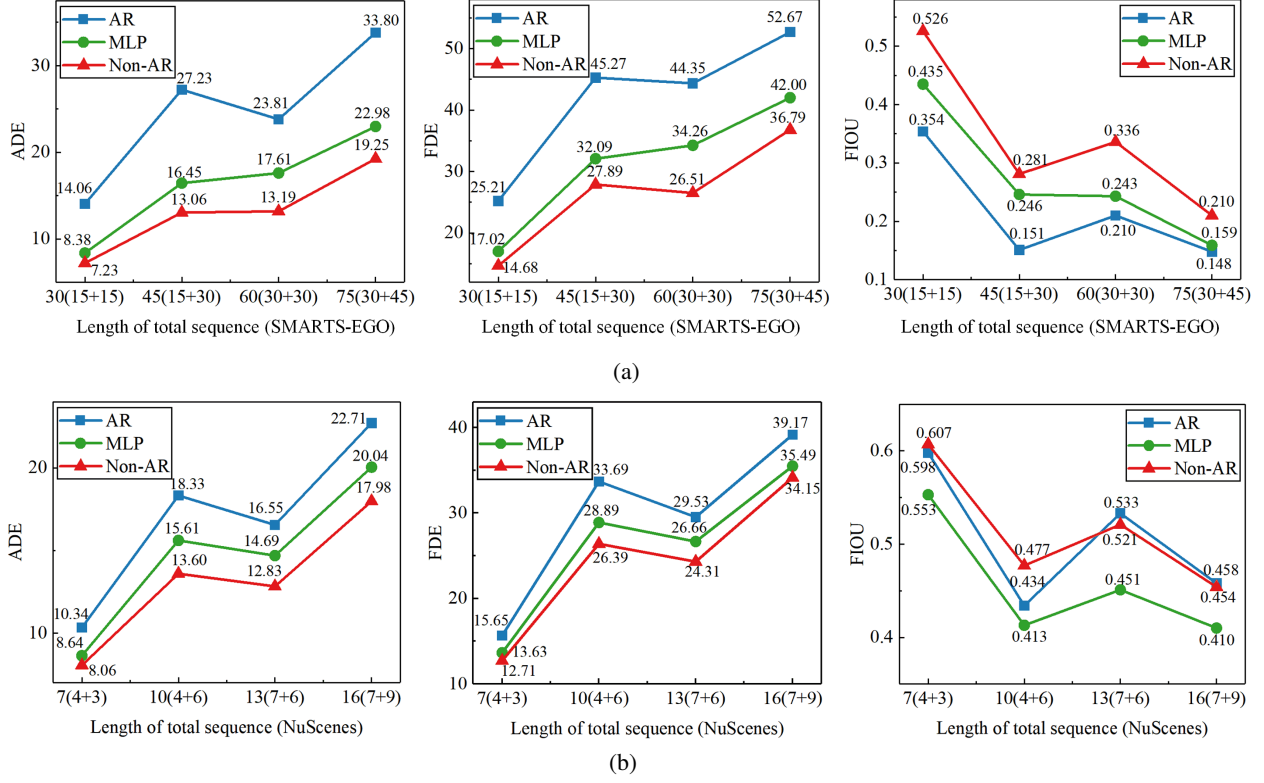 AR
MLP
Non-AR
ADE
30
20
10
14.06
27.23
23.81
33.80
8.38
16.45
17.61
22.98
7.23
13.06
13.19
19.25
30(15+15) 45(15+30) 60(30+30) 75(30+45)
Length of total sequence (SMARTS-EGO)
AR
MLP
Non-AR
FDE
50
40
30
20
25.21
45.27
44.35
52.67
17.02
32.09
34.26
42.00
14.68
27.89
26.51
36.79
30(15+15) 45(15+30) 60(30+30) 75(30+45)
Length of total sequence (SMARTS-EGO)
AR
MLP
Non-AR
FIOU
0.5
0.4
0.3
0.2
0.1
0.526
0.281
0.336
0.210
0.435
0.246
0.243
0.159
0.354
0.151
0.210
0.148
30(15+15) 45(15+30) 60(30+30) 75(30+45)
Length of total sequence (SMARTS-EGO)
(a)
AR
MLP
Non-AR
ADE
20
10
10.34
18.33
16.55
22.71
8.64
15.61
14.69
20.04
8.06
13.60
12.83
17.98
7(4+3) 10(4+6) 13(7+6) 16(7+9)
Length of total sequence (NuScenes)
AR
MLP
Non-AR
FDE
40
30
20
10
15.65
33.69
29.53
39.17
13.63
28.89
26.66
35.49
12.71
26.39
24.31
34.15
7(4+3) 10(4+6) 13(7+6) 16(7+9)
Length of total sequence (NuScenes)
AR
MLP
Non-AR
FIOU
0.6
0.5
0.4
0.607
0.477
0.521
0.454
0.598
0.434
0.533
0.458
0.553
0.413
0.451
0.410
7(4+3) 10(4+6) 13(7+6) 16(7+9)
Length of total sequence (NuScenes)
(b)